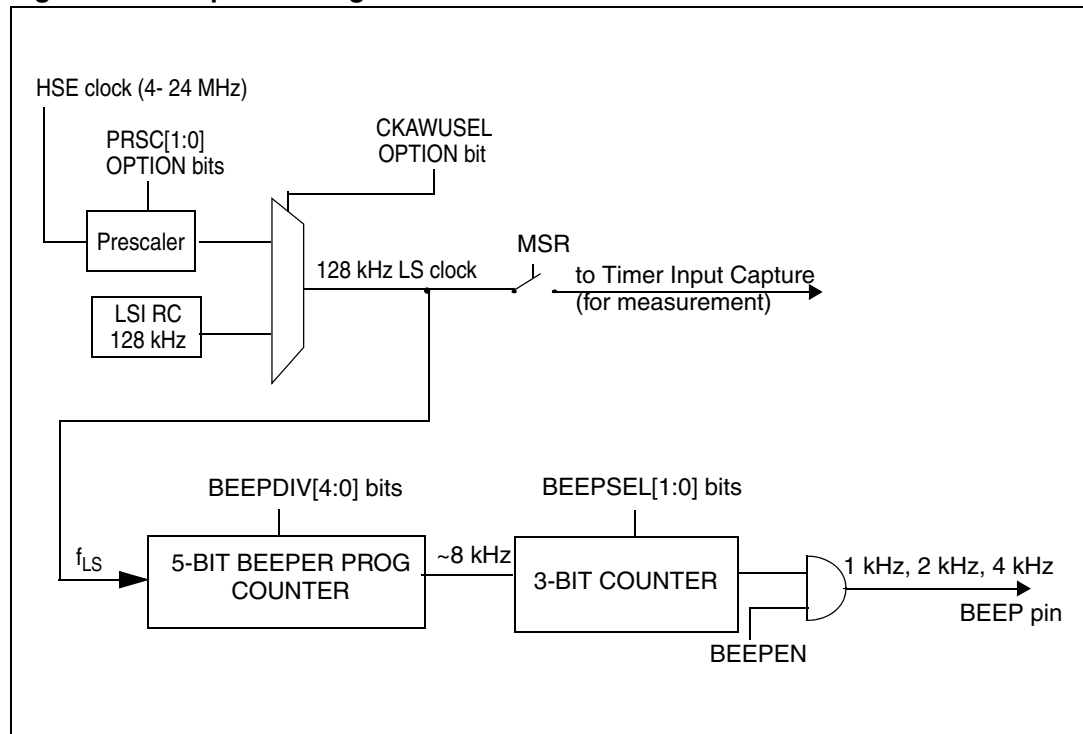 HSE clock (4- 24 MHz)
PRSC[1:0]
OPTION bits
CKAWUSEL
OPTION bit
Prescaler
MSR
128 kHz LS clock
to Timer Input Capture
(for measurement)
LSI RC
128 kHz
BEEPDIV[4:0] bits
BEEPSEL[1:0] bits
fLS
5-BIT BEEPER PROG
COUNTER
~8 kHz
3-BIT COUNTER
1 kHz, 2 kHz, 4 kHz
BEEP pin
BEEPEN